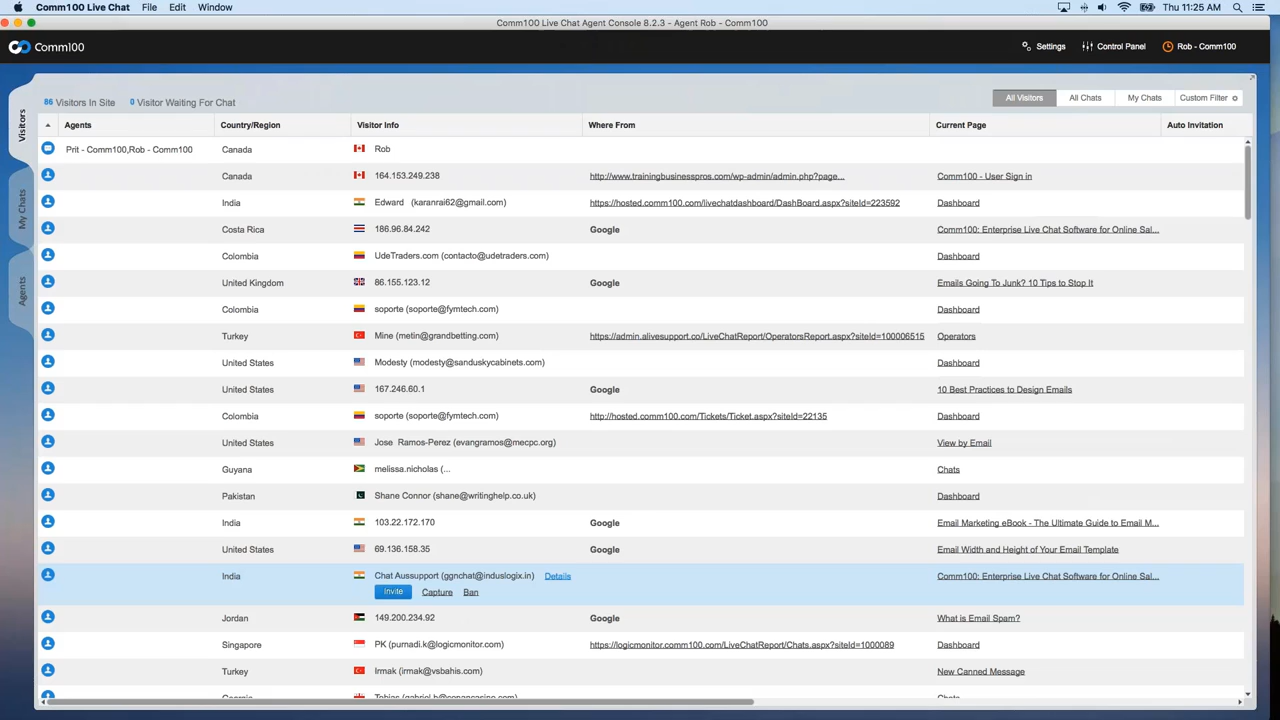 Comm100 Live Chat File Edit Window Thu 11:25 AM
Comm100 Live Chat Agent Console 8.2.3 - Agent Rob - Comm100
Comm100 Settings Control Panel Rob - Comm100
86 Visitors In Site 0 Visitor Waiting For Chat All Visitors All Chats My Chats Custom Filter
Visitors
My Chats
Agents
Agents Country/Region Visitor Info Where From Current Page Auto Invitation
Prit - Comm100,Rob - Comm100 Canada Rob
Canada 164.153.249.238 http://www.trainingbusinesspros.com/wp-admin/admin.php?page... Comm100 - User Sign in
India Edward (karanrai62@gmail.com) https://hosted.comm100.com/livechatdashboard/DashBoard.aspx?siteId=223592 Dashboard
Costa Rica 186.96.84.242 Google Comm100: Enterprise Live Chat Software for Online Sal...
Colombia UdeTraders.com (contacto@udetraders.com) Dashboard
United Kingdom 86.155.123.12 Google Emails Going To Junk? 10 Tips to Stop It
Colombia soporte (soporte@fymtech.com) Dashboard
Turkey Mine (metin@grandbetting.com) https://admin.alivesupport.co/LiveChatReport/OperatorsReport.aspx?siteId=100006515 Operators
United States Modesty (modesty@sanduskycabinets.com) Dashboard
United States 167.246.60.1 Google 10 Best Practices to Design Emails
Colombia soporte (soporte@fymtech.com) http://hosted.comm100.com/Tickets/Ticket.aspx?siteId=22135 Dashboard
United States Jose Ramos-Perez (evangramos@mecpc.org) View by Email
Guyana melissa.nicholas (... Chats
Pakistan Shane Connor (shane@writinghelp.co.uk) Dashboard
India 103.22.172.170 Google Email Marketing eBook - The Ultimate Guide to Email M...
United States 69.136.158.35 Google Email Width and Height of Your Email Template
India Chat Aussupport (ggnchat@induslogix.in) Details Comm100: Enterprise Live Chat Software for Online Sal...
Invite Capture Ban
Jordan 149.200.234.92 Google What is Email Spam?
Singapore PK (purnadi.k@logicmonitor.com) https://logicmonitor.comm100.com/LiveChatReport/Chats.aspx?siteId=1000089 Dashboard
Turkey Irmak (irmak@vsbahis.com) New Canned Message
Georgia Tobias Chats